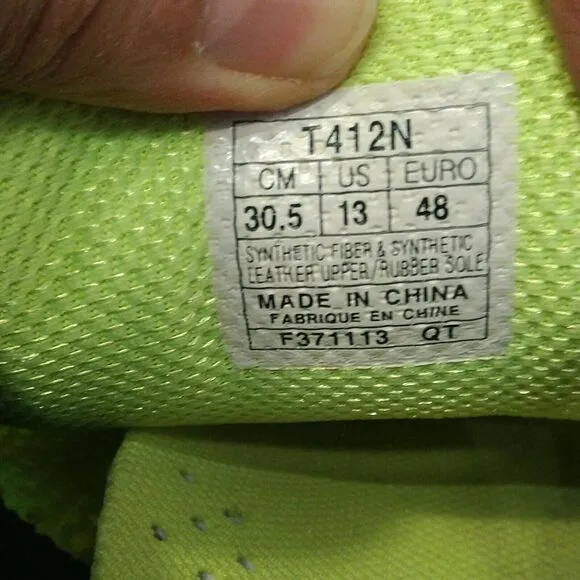 T412N
CM US EURO
30.5 13 48
SYNTHETIC FIBER & SYNTHETIC
LEATHER UPPER/RUBBER SOLE
MADE IN CHINA
FABRIQUE EN CHINE
F371113 QT